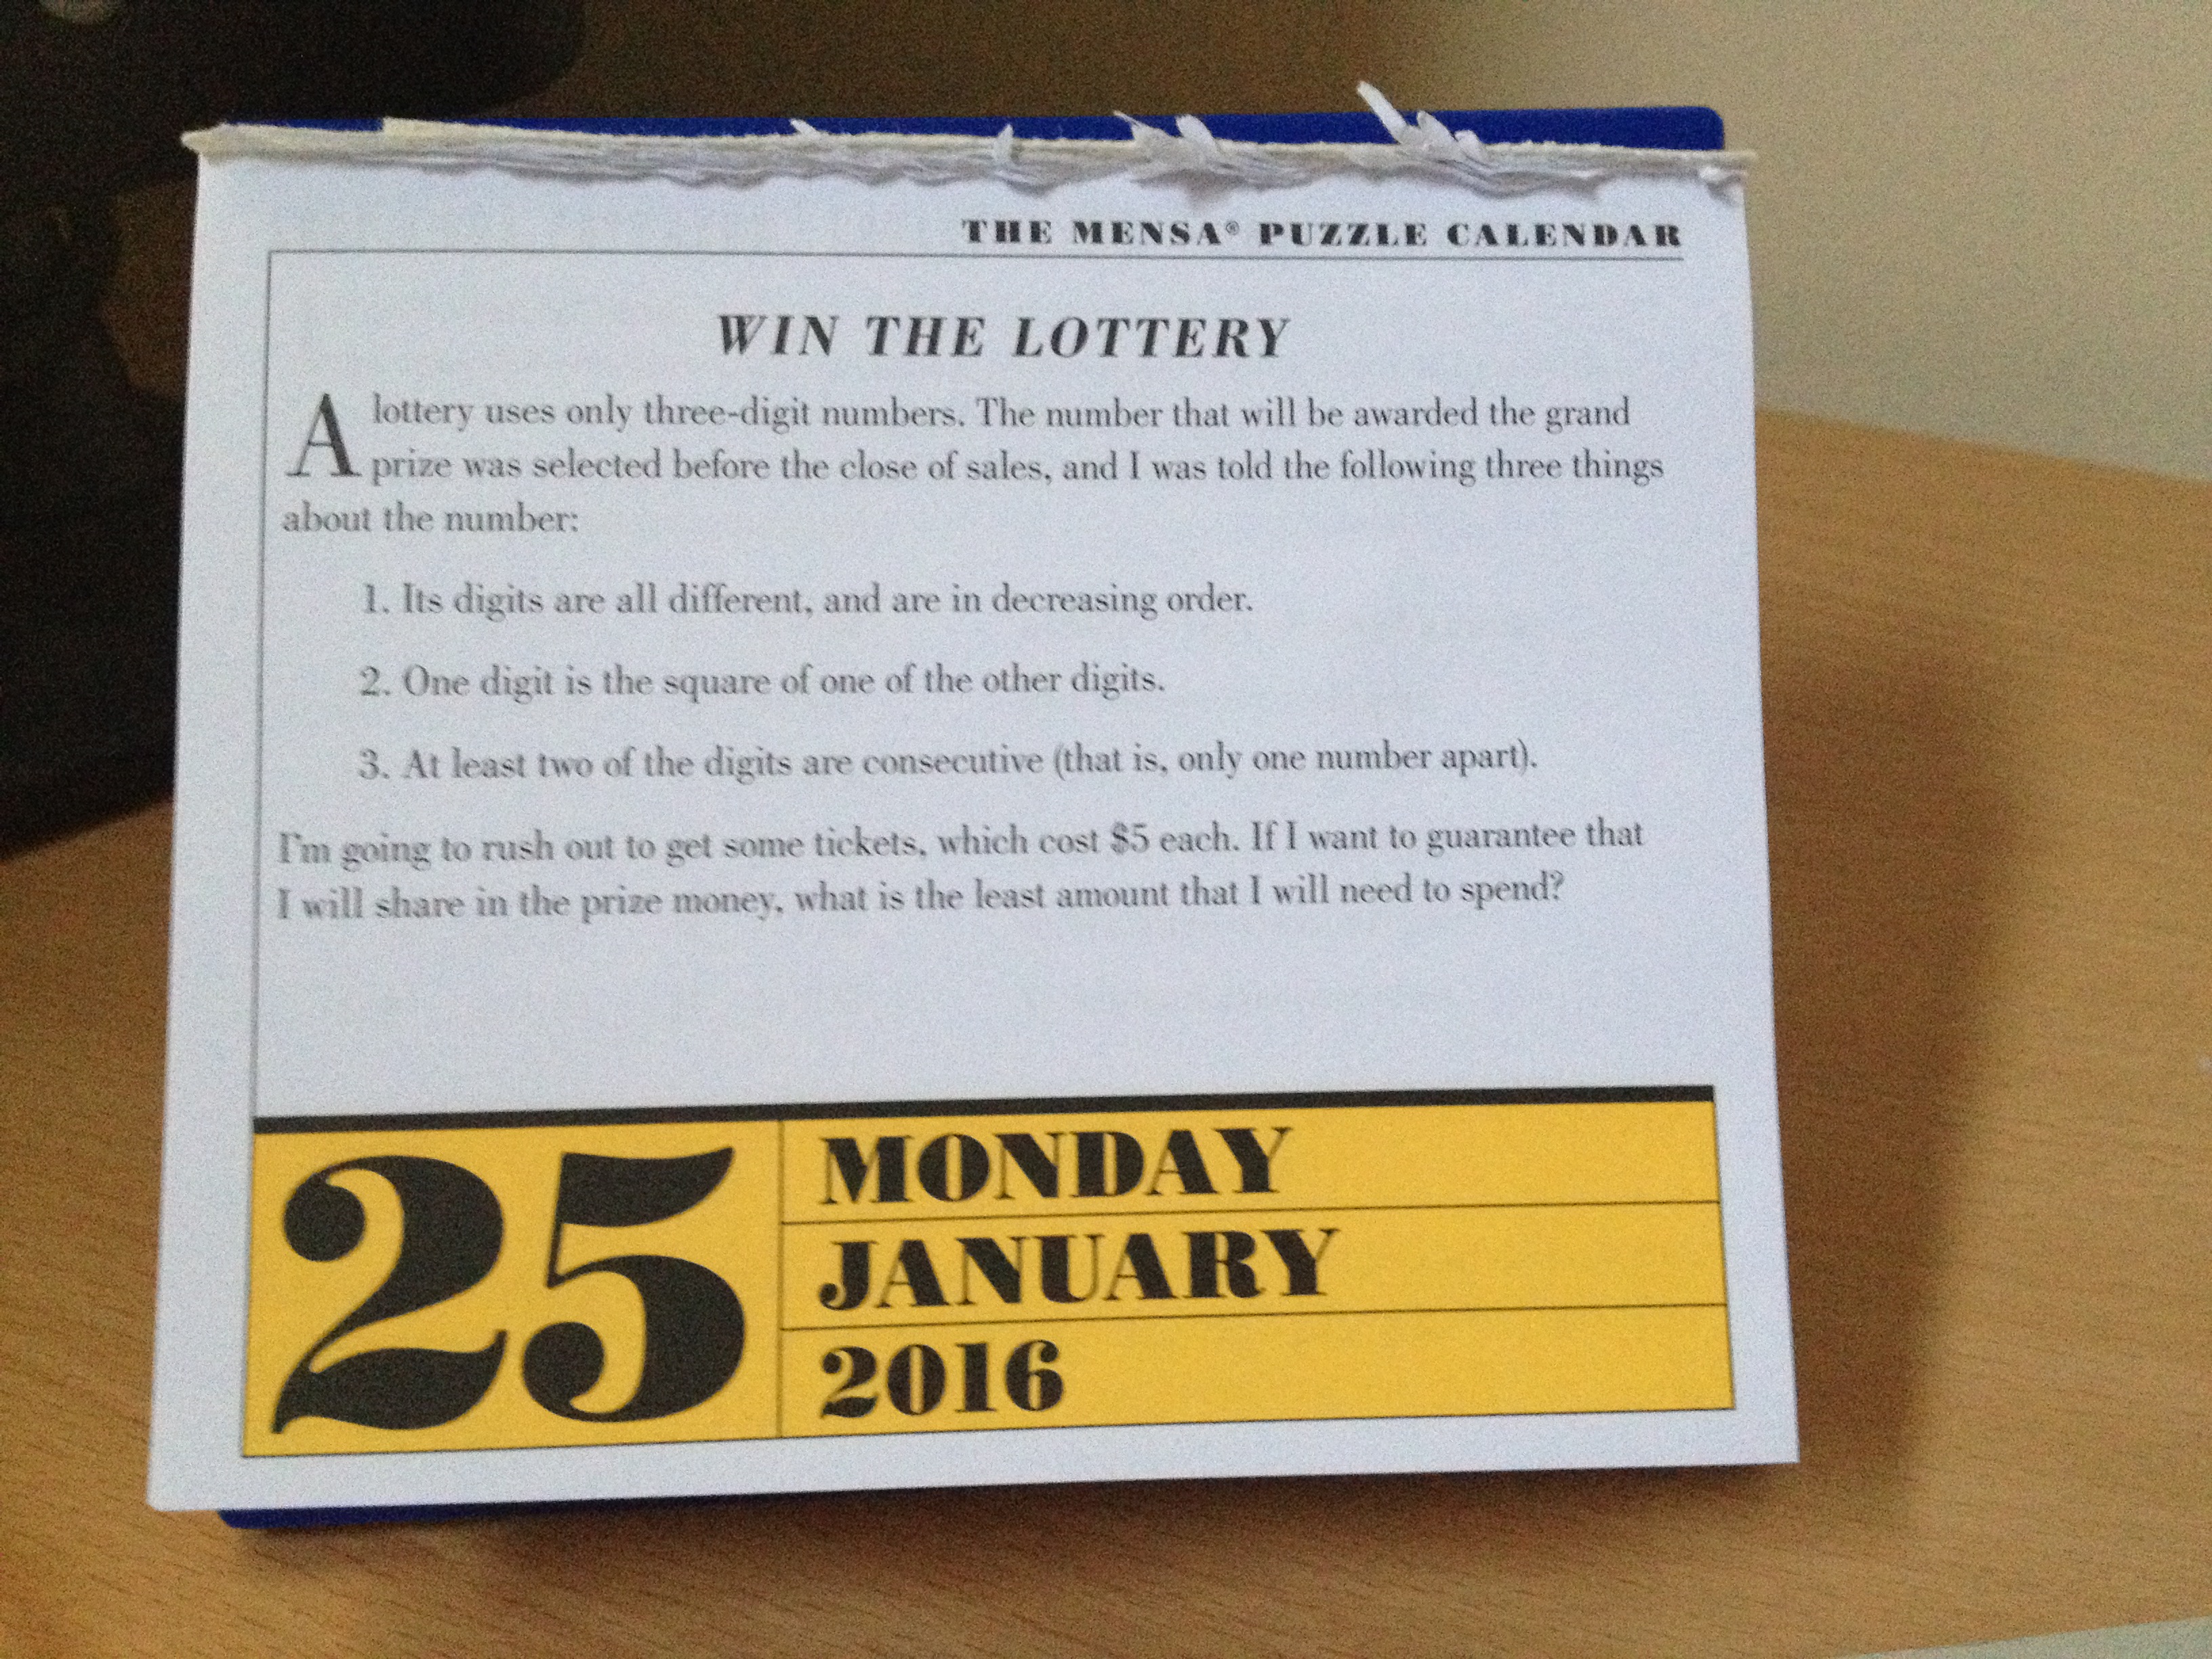 THE MENSA® PUZZLE CALENDAR
WIN THE LOTTERY
A lottery uses only three-digit numbers. The number that will be awarded the grand
prize was selected before the close of sales, and I was told the following three things
about the number:
1. Its digits are all different, and are in decreasing order.
2. One digit is the square of one of the other digits.
3. At least two of the digits are consecutive (that is, only one number apart).
I'm going to rush out to get some tickets, which cost $5 each. If I want to guarantee that
I will share in the prize money, what is the least amount that I will need to spend?
25
MONDAY
JANUARY
2016